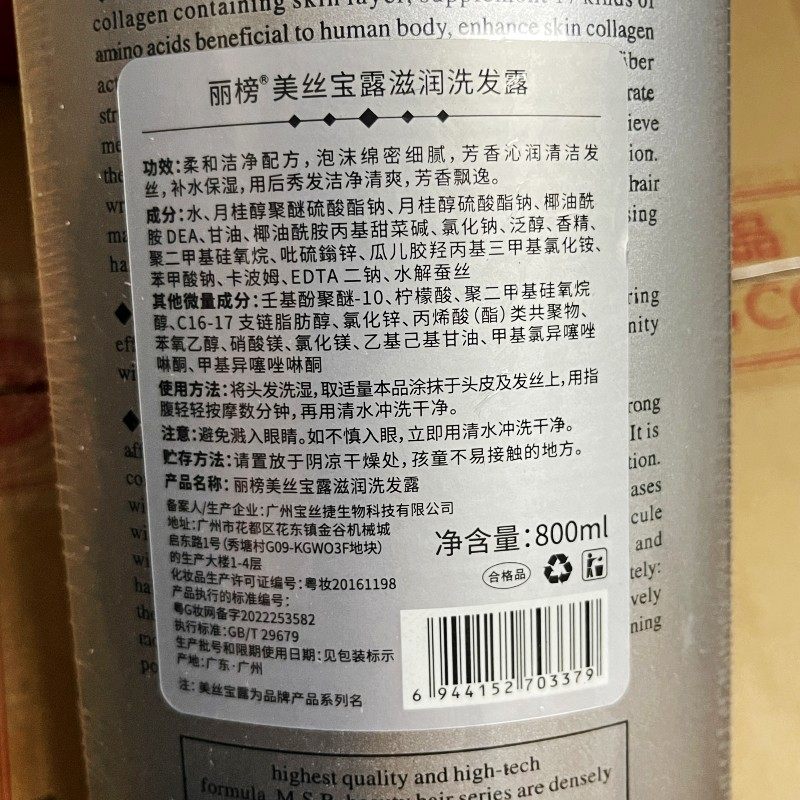 collagen containing skin layer, supplement 17 kinds of
amino acids beneficial to human body, enhance skin collagen
丽榜®美丝宝露滋润洗发露
功效：柔和洁净配方，泡沫绵密细腻，芳香沁润清洁发
丝，补水保湿，用后秀发洁净清爽，芳香飘逸。
成分：水、月桂醇聚醚硫酸酯钠、月桂醇硫酸酯钠、椰油酰
胺DEA、甘油、椰油酰胺丙基甜菜碱、氯化钠、泛醇、香精、
聚二甲基硅氧烷、吡硫鎓锌、瓜儿胶羟丙基三甲基氯化铵、
苯甲酸钠、卡波姆、EDTA 二钠、水解蚕丝
其他微量成分：壬基酚聚醚-10、柠檬酸、聚二甲基硅氧烷
醇、C16-17 支链脂肪醇、氯化锌、丙烯酸（酯）类共聚物、
苯氧乙醇、硝酸镁、氯化镁、乙基己基甘油、甲基氯异噻唑
啉酮、甲基异噻唑啉酮
使用方法：将头发洗湿，取适量本品涂抹于头皮及发丝上，用指
腹轻轻按摩数分钟，再用清水冲洗干净。
注意：避免溅入眼睛。如不慎入眼，立即用清水冲洗干净。
贮存方法：请置放于阴凉干燥处，孩童不易接触的地方。
产品名称：丽榜美丝宝露滋润洗发露
备案人/生产企业：广州宝丝捷生物科技有限公司
地址：广州市花都区花东镇金谷机械城
启东路1号（秀塘村G09-KGWO3F地块）
的生产大楼1-4层
化妆品生产许可证编号：粤妆20161198
产品执行的标准编号：
粤G妆网备字2022253582
执行标准：GB/T 29679
生产批号和限期使用日期：见包装标示
产地：广东·广州
注：美丝宝露为品牌产品系列名
净含量：800ml
合格品
6 944152 703379
iber
rate
ieve
ion.
hair
sing
ring
nity
rong
It is
tion.
ases
cule
and
tely:
vely
ning
highest quality and high-tech
formula, M.S.B. beauty hair series are densely
品